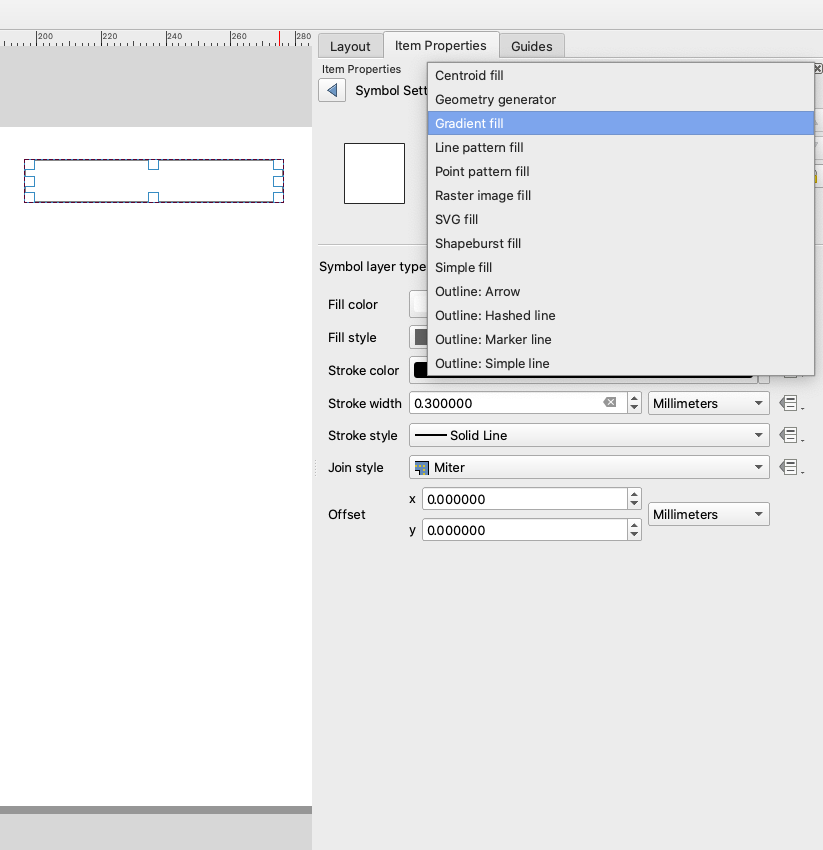 200 220 240 260 280
Layout Item Properties Guides
Item Properties
Symbol Sett
Centroid fill
Geometry generator
Gradient fill
Line pattern fill
Point pattern fill
Raster image fill
SVG fill
Shapeburst fill
Simple fill
Outline: Arrow
Outline: Hashed line
Outline: Marker line
Outline: Simple line
Symbol layer type
Fill color
Fill style
Stroke color
Stroke width 0.300000 Millimeters
Stroke style Solid Line
Join style Miter
Offset x 0.000000 Millimeters
y 0.000000